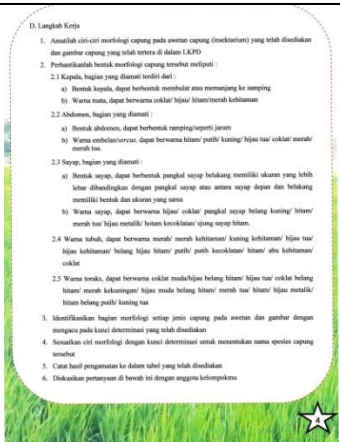 D. Langkah Kerja
1. Amatilah ciri-ciri morfologi capung pada awetan capung (insektarium) yang telah disediakan
dan gambar capung yang telah tertera di dalam LKPD
2. Perhantikanlah bentuk morfologi capung tersebut meliputi :
2.1 Kepala, bagian yang diamati terdiri dari :
a) Bentuk kepala, dapat berbentuk membulat atau memanjang ke samping
b) Warna mata, dapat berwarna coklat/ hijau/ hitam/merah kehitaman
2.2 Abdomen, bagian yang diamati :
a) Bentuk abdomen, dapat berbentuk ramping/seperti jarum
b) Warna embelan/sercus, dapat berwarna hitam/ putih/ kuning/ hijau tua/ coklat/ merah/
merah tua.
2.3 Sayap, bagian yang diamati :
a) Bentuk sayap, dapat berbentuk pangkal sayap belakang memiliki ukuran yang lebih
lebar dibandingkan dengan pangkal sayap atau antara sayap depan dan belakang
memiliki bentuk dan ukuran yang sama
b) Warna sayap, dapat berwarna hijau/ coklat/ pangkal sayap belang kuning/ hitam/
merah tua/ hijau metalik/ hotam kecoklatan/ ujung sayap hitam.
2.4 Warna tubuh, dapat berwarna merah/ merah kehitaman/ kuning kehitaman/ hijau tua/
hijau kehitaman/ belang hijau hitam/ putih/ putih kecoklatan/ hitam/ abu kehitaman/
coklat
2.5 Warna toraks, dapat berwarna coklat muda/hijau belang hitam/ hijau tua/ coklat belang
hitam/ merah kekuningan/ hijau muda belang hitam/ merah tua/ hitam/ hijau metalik/
hitam belang putih/ kuning tua
3. Identifikasikan bagian morfologi setiap jenis capung pada awetan dan gambar dengan
mengacu pada kunci determinasi yang telah disediakan
4. Sesuaikan ciri morfologi dengan kunci determinasi untuk menentukan nama spesies capung
tersebut
5. Catat hasil pengamatan ke dalam tabel yang telah disediakan
6. Diskusikan pertanyaan di bawah ini dengan anggota kelompokmu
4